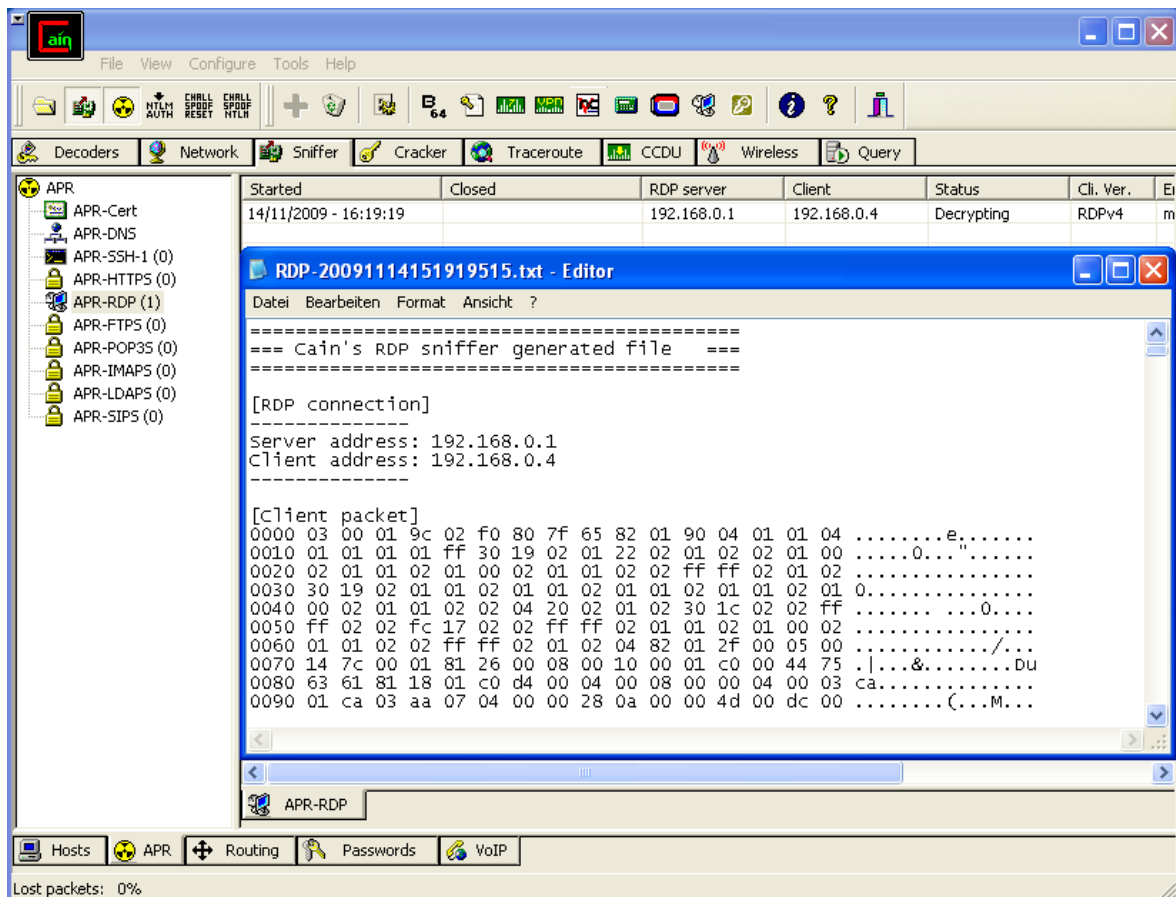 Cain
File View Configure Tools Help
NTLM AUTH CHALL SPOOF RESET CHALL SPOOF NTLM B64
Decoders Network Sniffer Cracker Traceroute CCDU Wireless Query
APR
APR-Cert
APR-DNS
APR-SSH-1 (0)
APR-HTTPS (0)
APR-RDP (1)
APR-FTPS (0)
APR-POP3S (0)
APR-IMAPS (0)
APR-LDAPS (0)
APR-SIPS (0)
Started Closed RDP server Client Status Cli. Ver.
14/11/2009 - 16:19:19 192.168.0.1 192.168.0.4 Decrypting RDPv4
RDP-20091114151919515.txt - Editor
Datei Bearbeiten Format Ansicht ?
===========================================
=== Cain's RDP sniffer generated file ===
===========================================
[RDP connection]
--------------
Server address: 192.168.0.1
Client address: 192.168.0.4
--------------
[Client packet]
0000 03 00 01 9c 02 f0 80 7f 65 82 01 90 04 01 01 04 ........e.......
0010 01 01 01 01 ff 30 19 02 01 22 02 01 02 02 01 00 .....0..."......
0020 02 01 01 02 01 00 02 01 01 02 02 ff ff 02 01 02 ................
0030 30 19 02 01 01 02 01 01 02 01 01 02 01 01 02 01 0...............
0040 00 02 01 01 02 02 04 20 02 01 02 30 1c 02 02 ff ....... ...0....
0050 ff 02 02 fc 17 02 02 ff ff 02 01 01 02 01 00 02 ................
0060 01 01 02 02 ff ff 02 01 02 04 82 01 2f 00 05 00 ............/...
0070 14 7c 00 01 81 26 00 08 00 10 00 01 c0 00 44 75 .|...&........Du
0080 63 61 81 18 01 c0 d4 00 04 00 08 00 00 04 00 03 ca..............
0090 01 ca 03 aa 07 04 00 00 28 0a 00 00 4d 00 dc 00 ........(...M...
APR-RDP
Hosts APR Routing Passwords VoIP
Lost packets: 0%